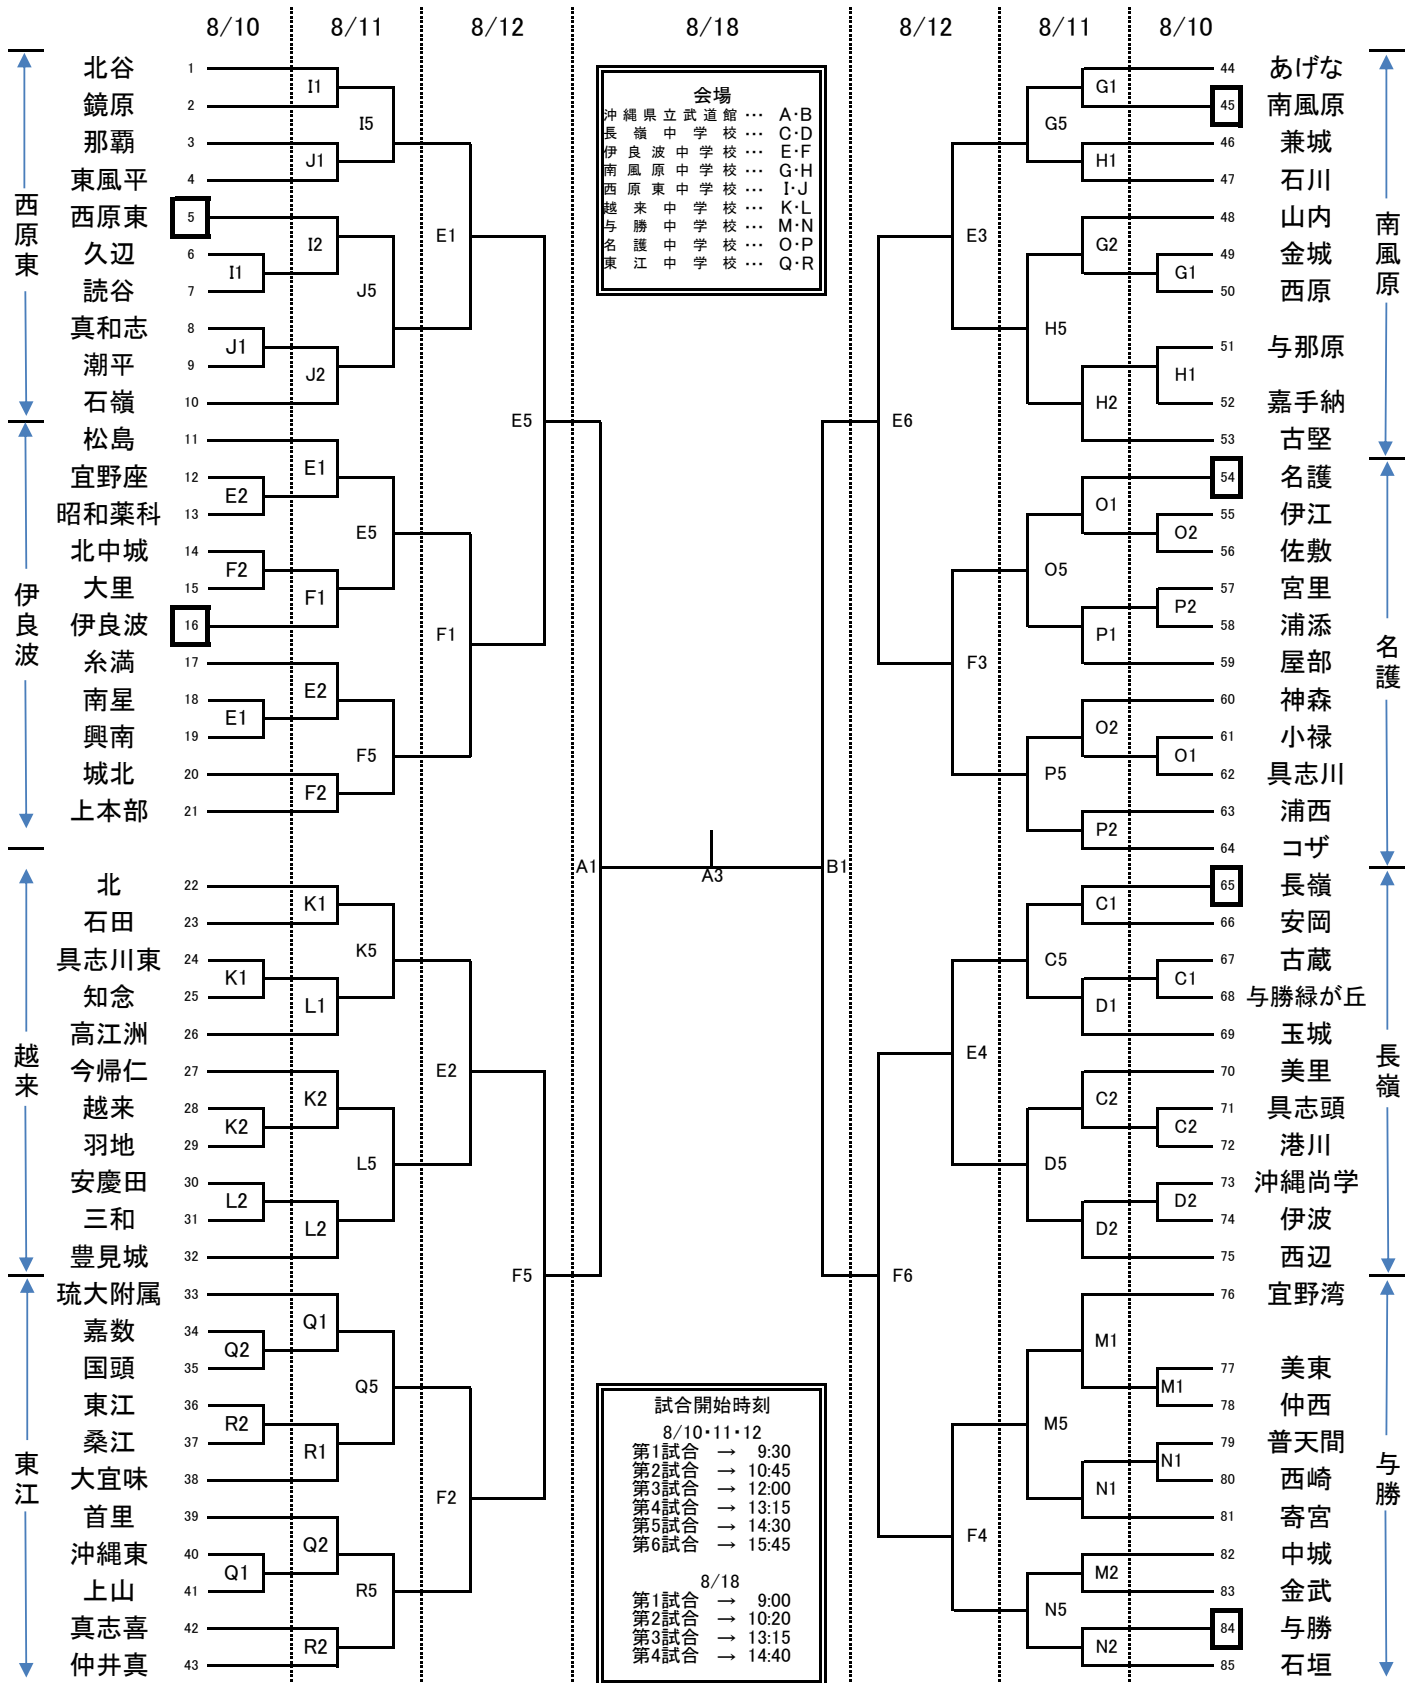 8/10 8/11 8/12 8/18 8/12 8/11 8/10
西原東
北谷 1
鏡原 2
那覇 3
東風平 4
西原東 5
久辺 6
読谷 7
真和志 8
潮平 9
石嶺 10
I1
J1
I1
J1
I2
J2
I5
J5
E1
伊良波
松島 11
宜野座 12
昭和薬科 13
北中城 14
大里 15
伊良波 16
糸満 17
南星 18
興南 19
城北 20
上本部 21
E2
F2
E1
E1
F1
E2
F2
E5
F5
F1
E5
越来
北 22
石田 23
具志川東 24
知念 25
高江洲 26
今帰仁 27
越来 28
羽地 29
安慶田 30
三和 31
豊見城 32
K1
K2
L2
K1
L1
K2
L2
K5
L5
E2
東江
琉大附属 33
嘉数 34
国頭 35
東江 36
桑江 37
大宜味 38
首里 39
沖縄東 40
上山 41
真志喜 42
仲井真 43
Q2
R2
Q1
Q1
R1
Q2
R2
Q5
R5
F2
F5
会場
沖縄県立武道館 … A・B
長嶺中学校 … C・D
伊良波中学校 … E・F
南風原中学校 … G・H
西原東中学校 … I・J
越来中学校 … K・L
与勝中学校 … M・N
名護中学校 … O・P
東江中学校 … Q・R
A1
A3
B1
試合開始時刻
8/10・11・12
第1試合 → 9:30
第2試合 → 10:45
第3試合 → 12:00
第4試合 → 13:15
第5試合 → 14:30
第6試合 → 15:45
8/18
第1試合 → 9:00
第2試合 → 10:20
第3試合 → 13:15
第4試合 → 14:40
南風原
44 あげな
45 南風原
46 兼城
47 石川
48 山内
49 金城
50 西原
51 与那原
52 嘉手納
53 古堅
G1
H1
G1
H1
G2
H2
G5
H5
E3
名護
54 名護
55 伊江
56 佐敷
57 宮里
58 浦添
59 屋部
60 神森
61 小禄
62 具志川
63 浦西
64 コザ
O2
P2
O1
O1
P1
O2
P2
O5
P5
F3
E6
長嶺
65 長嶺
66 安岡
67 古蔵
68 与勝緑が丘
69 玉城
70 美里
71 具志頭
72 港川
73 沖縄尚学
74 伊波
75 西辺
C1
C2
D2
C1
D1
C2
D2
C5
D5
E4
与勝
76 宜野湾
77 美東
78 仲西
79 普天間
80 西崎
81 寄宮
82 中城
83 金武
84 与勝
85 石垣
M1
N1
M1
N1
M2
N2
M5
N5
F4
F6